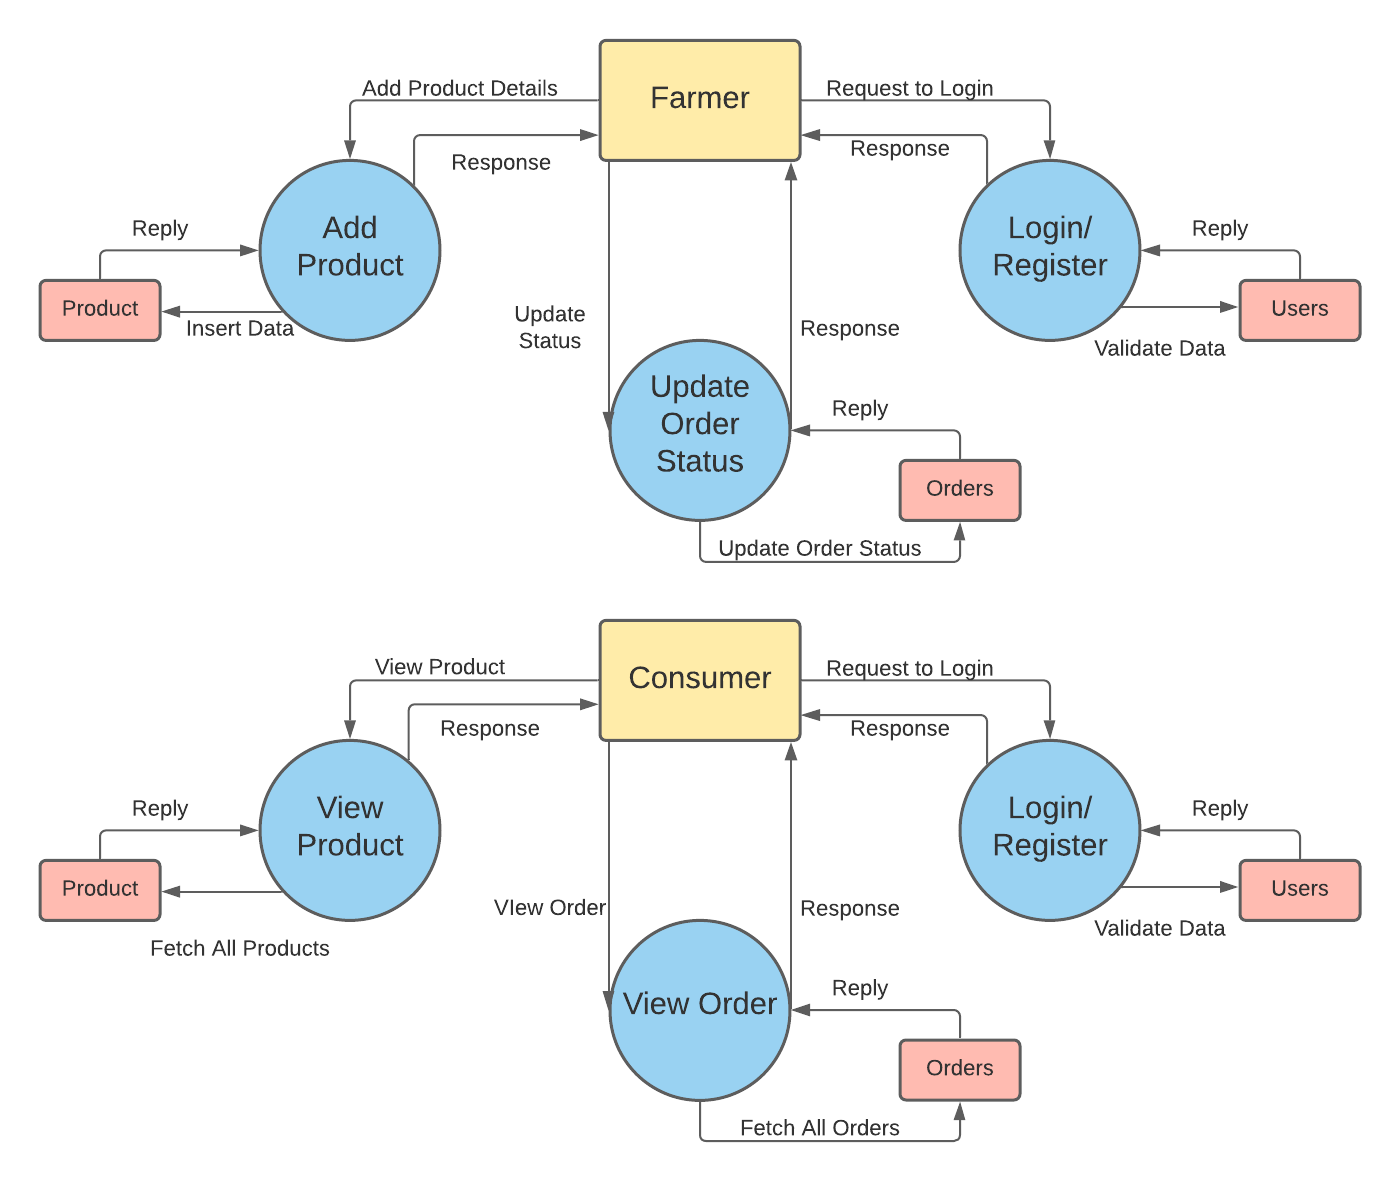 Farmer
Add Product Details
Request to Login
Response
Response
Add
Product
Login/
Register
Reply
Reply
Product
Insert Data
Users
Validate Data
Update
Status
Response
Update
Order
Status
Reply
Orders
Update Order Status
Consumer
View Product
Request to Login
Response
Response
View
Product
Login/
Register
Reply
Reply
Product
Users
Fetch All Products
Validate Data
VIew Order
Response
View Order
Reply
Orders
Fetch All Orders